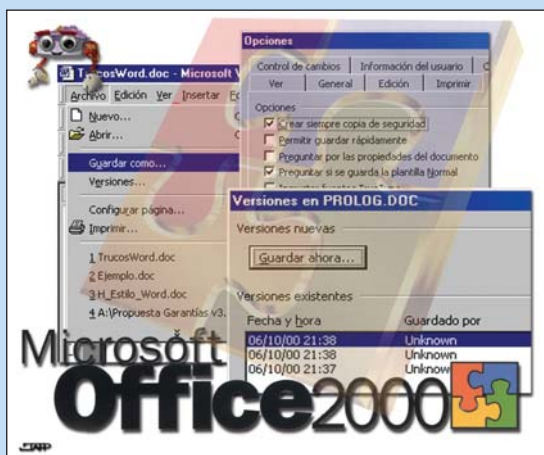 TrucosWord.doc - Microsoft
Archivo Edición Ver Insertar
Nuevo...
Abrir...
Guardar como...
Versiones...
Configurar página...
Imprimir...
1 TrucosWord.doc
2 Ejemplo.doc
3 H_Estilo_Word.doc
4 A:\Propuesta Garantías v3.
Opciones
Control de cambios Información del usuario
Ver General Edición Imprimir
Opciones
Crear siempre copia de seguridad
Permitir guardar rápidamente
Preguntar por las propiedades del documento
Preguntar si se guarda la plantilla Normal
Versiones en PROLOG.DOC
Versiones nuevas
Guardar ahora...
Versiones existentes
Fecha y hora Guardado por
06/10/00 21:38 Unknown
06/10/00 21:38 Unknown
06/10/00 21:37 Unknown
Microsoft
Office 2000